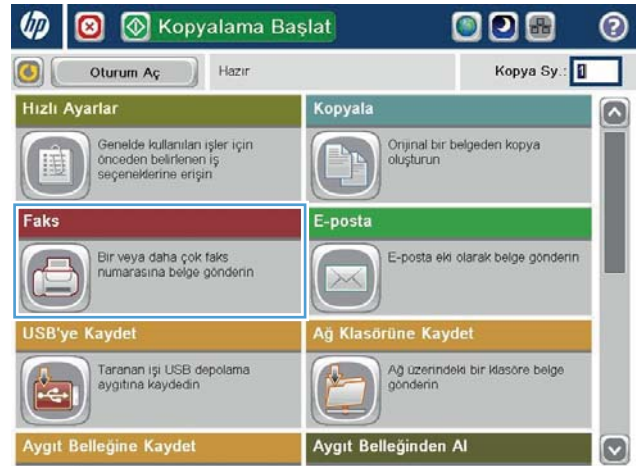 hp Kopyalama Başlat ?
Oturum Aç Hazır Kopya Sy.: 1
Hızlı Ayarlar
Genelde kullanılan işler için
önceden belirlenen iş
seçeneklerine erişin
Kopyala
Orijinal bir belgeden kopya
oluşturun
Faks
Bir veya daha çok faks
numarasına belge gönderin
E-posta
E-posta eki olarak belge gönderin
USB'ye Kaydet
Taranan işi USB depolama
aygıtına kaydedin
Ağ Klasörüne Kaydet
Ağ üzerindeki bir klasöre belge
gönderin
Aygıt Belleğine Kaydet
Aygıt Belleğinden Al